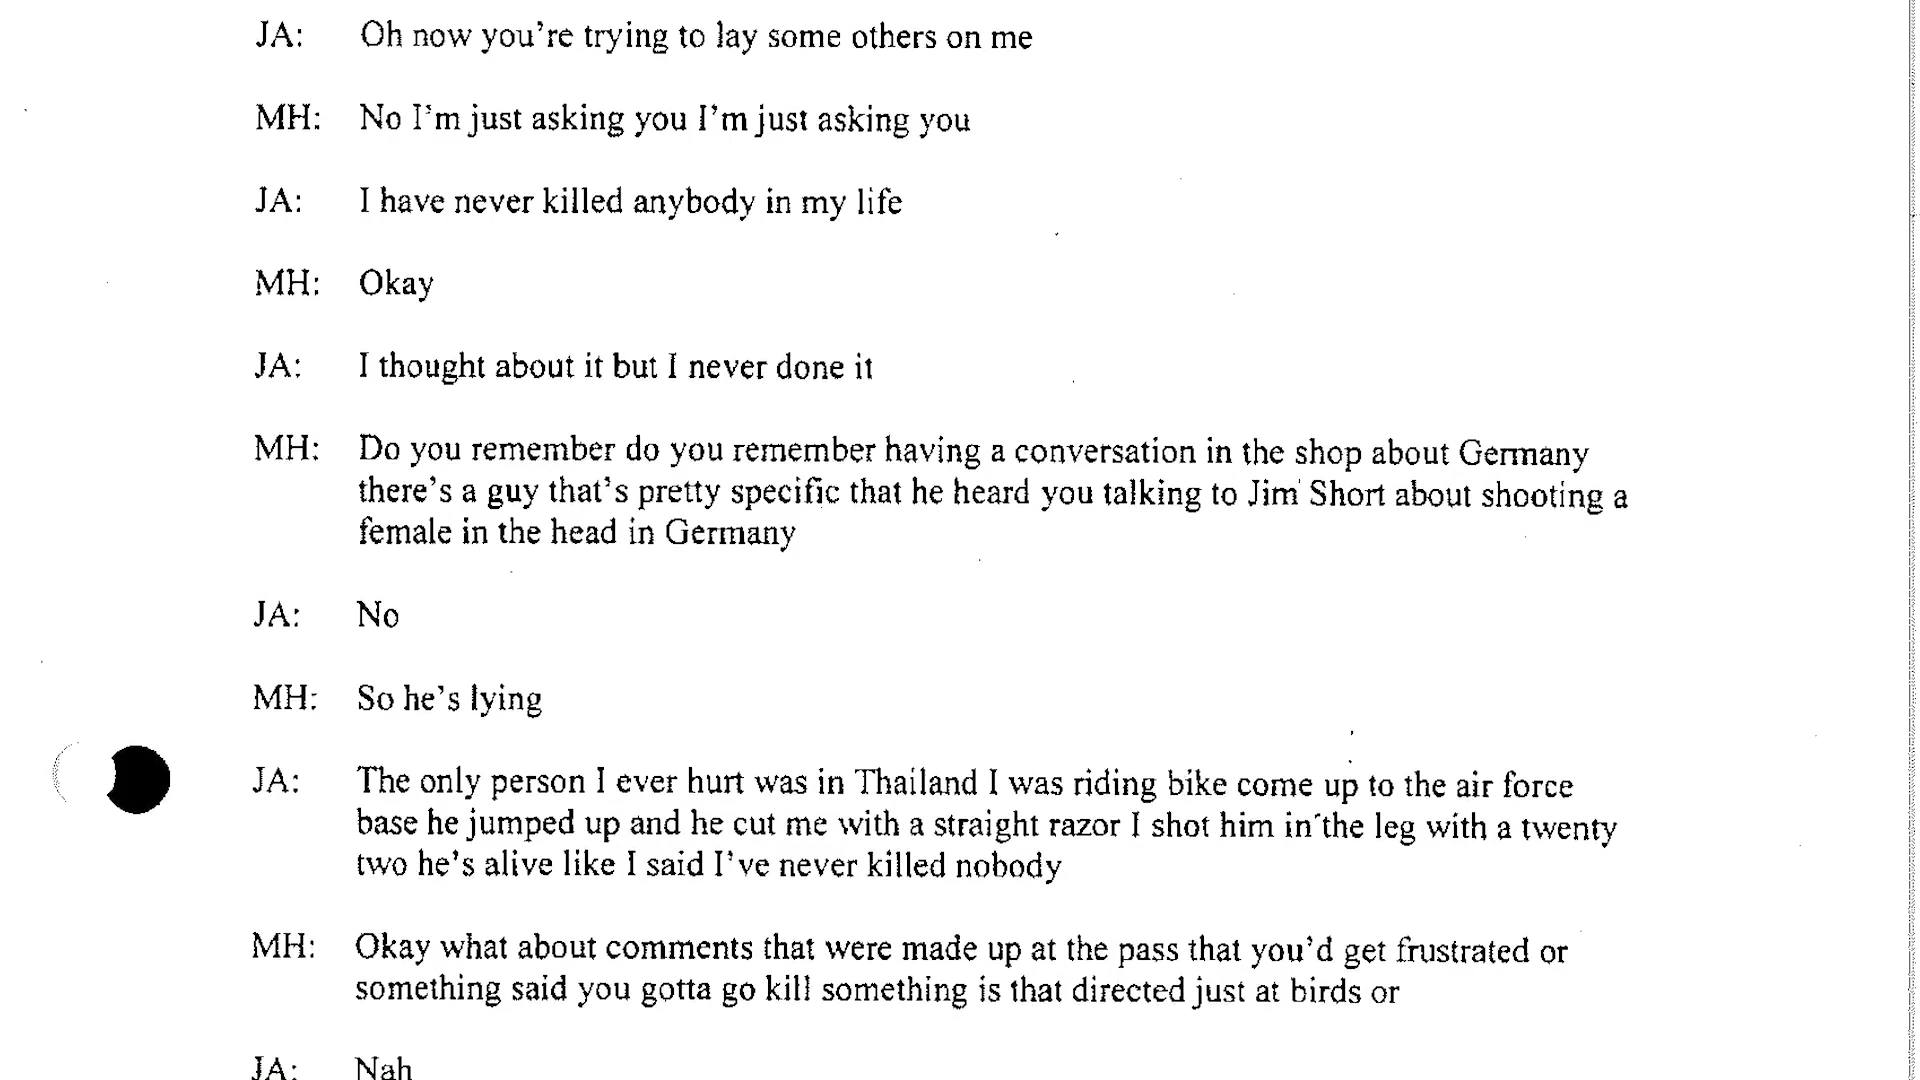 JA: Oh now you're trying to lay some others on me
MH: No I'm just asking you I'm just asking you
JA: I have never killed anybody in my life
MH: Okay
JA: I thought about it but I never done it
MH: Do you remember do you remember having a conversation in the shop about Germany
there's a guy that's pretty specific that he heard you talking to Jim Short about shooting a
female in the head in Germany
JA: No
MH: So he's lying
JA: The only person I ever hurt was in Thailand I was riding bike come up to the air force
base he jumped up and he cut me with a straight razor I shot him in the leg with a twenty
two he's alive like I said I've never killed nobody
MH: Okay what about comments that were made up at the pass that you'd get frustrated or
something said you gotta go kill something is that directed just at birds or
JA: Nah